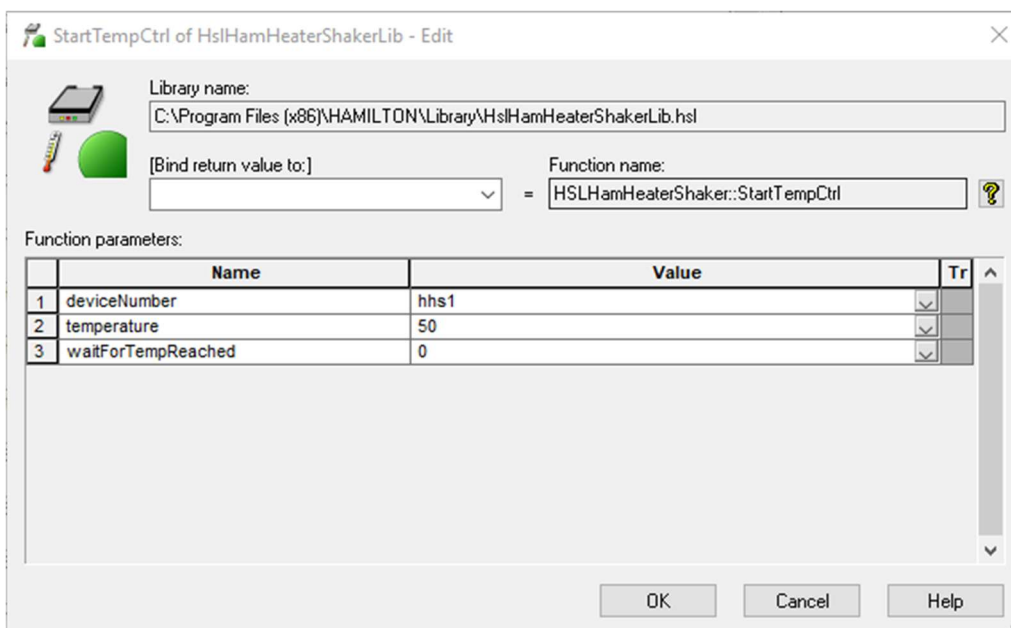 StartTempCtrl of HslHamHeaterShakerLib - Edit
Library name:
C:\Program Files (x86)\HAMILTON\Library\HslHamHeaterShakerLib.hsl
[Bind return value to:] Function name:
= HSLHamHeaterShaker::StartTempCtrl ?
Function parameters:
Name Value Tr
1 deviceNumber hhs1
2 temperature 50
3 waitForTempReached 0
OK Cancel Help